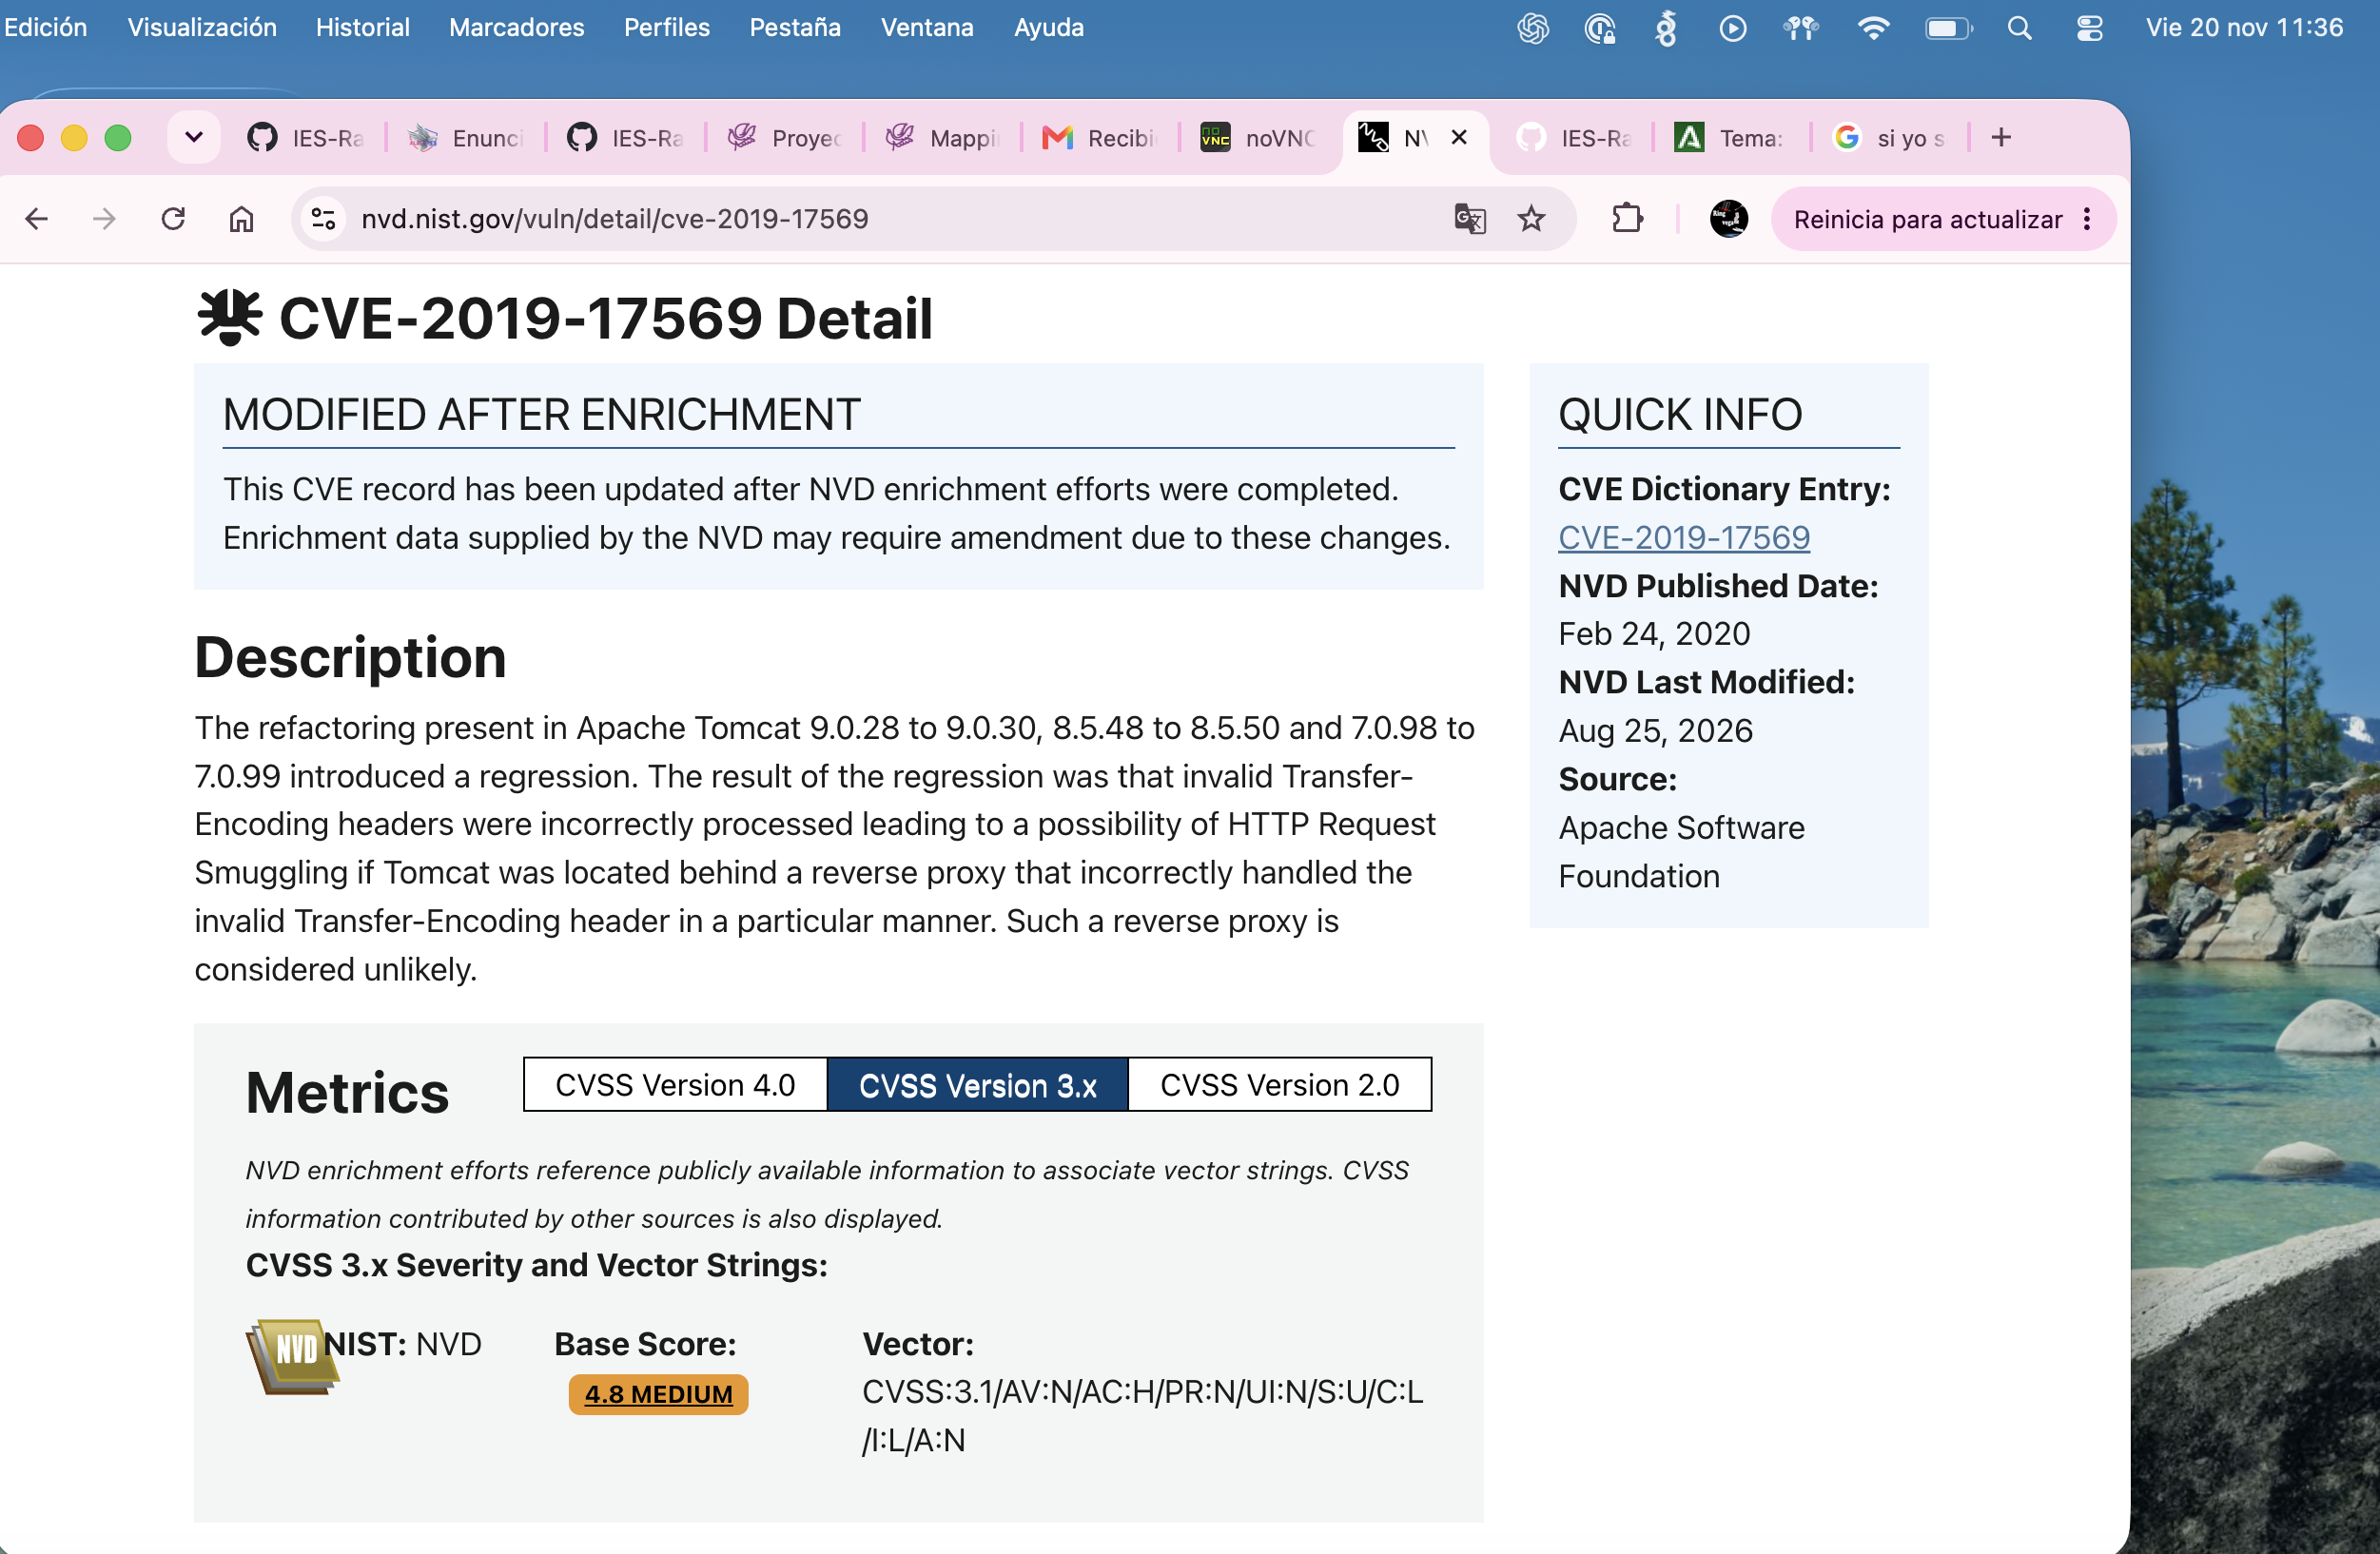 Edición Visualización Historial Marcadores Perfiles Pestaña Ventana Ayuda Vie 20 nov 11:36
IES-Ra Enunci IES-Ra Proyec Mappi Recibi noVNC NV IES-Ra Tema: si yo s
nvd.nist.gov/vuln/detail/cve-2019-17569 Reinicia para actualizar
CVE-2019-17569 Detail
MODIFIED AFTER ENRICHMENT
This CVE record has been updated after NVD enrichment efforts were completed.
Enrichment data supplied by the NVD may require amendment due to these changes.
QUICK INFO
CVE Dictionary Entry:
CVE-2019-17569
NVD Published Date:
Feb 24, 2020
NVD Last Modified:
Aug 25, 2026
Source:
Apache Software
Foundation
Description
The refactoring present in Apache Tomcat 9.0.28 to 9.0.30, 8.5.48 to 8.5.50 and 7.0.98 to
7.0.99 introduced a regression. The result of the regression was that invalid Transfer-
Encoding headers were incorrectly processed leading to a possibility of HTTP Request
Smuggling if Tomcat was located behind a reverse proxy that incorrectly handled the
invalid Transfer-Encoding header in a particular manner. Such a reverse proxy is
considered unlikely.
Metrics
CVSS Version 4.0 CVSS Version 3.x CVSS Version 2.0
NVD enrichment efforts reference publicly available information to associate vector strings. CVSS
information contributed by other sources is also displayed.
CVSS 3.x Severity and Vector Strings:
NVD NIST: NVD
Base Score:
4.8 MEDIUM
Vector:
CVSS:3.1/AV:N/AC:H/PR:N/UI:N/S:U/C:L
/I:L/A:N